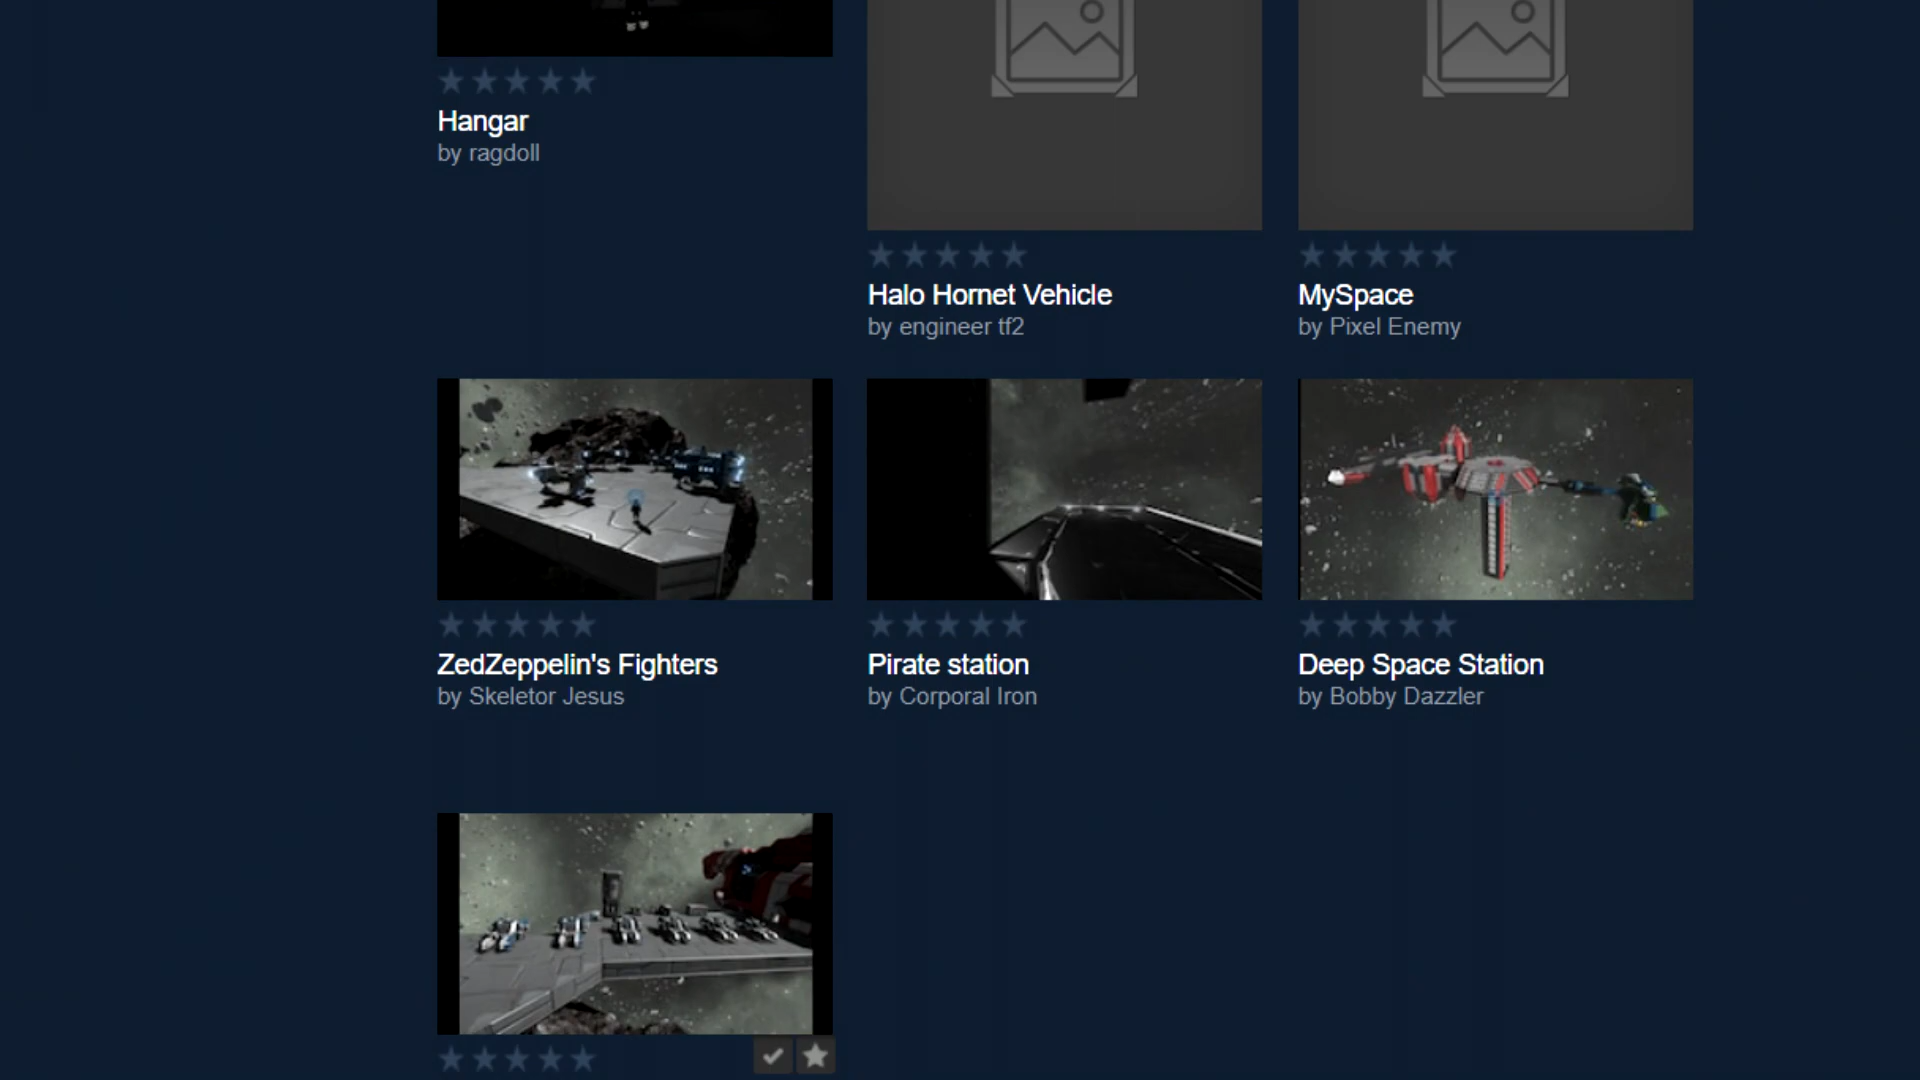 Hangar
by ragdoll
Halo Hornet Vehicle
by engineer tf2
MySpace
by Pixel Enemy
ZedZeppelin's Fighters
by Skeletor Jesus
Pirate station
by Corporal Iron
Deep Space Station
by Bobby Dazzler